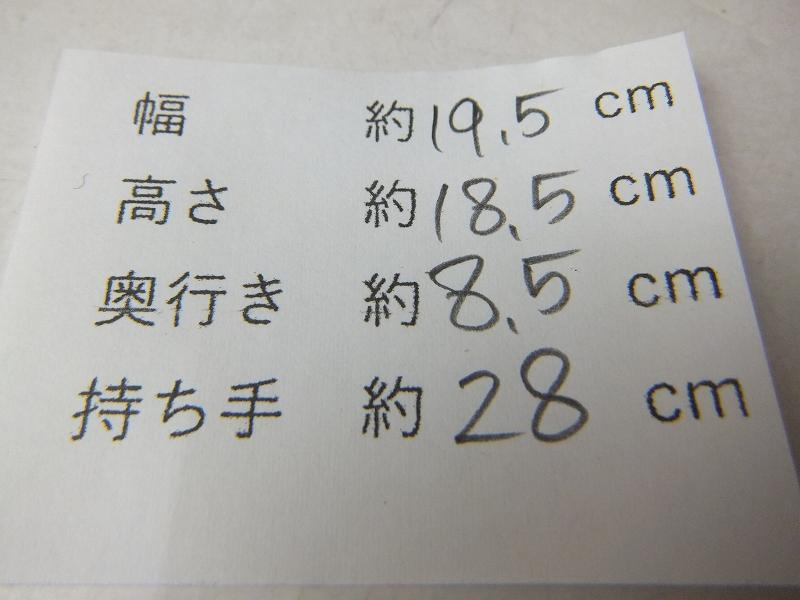 幅 約19.5 cm
高さ 約18.5 cm
奥行き 約8.5 cm
持ち手 約28 cm